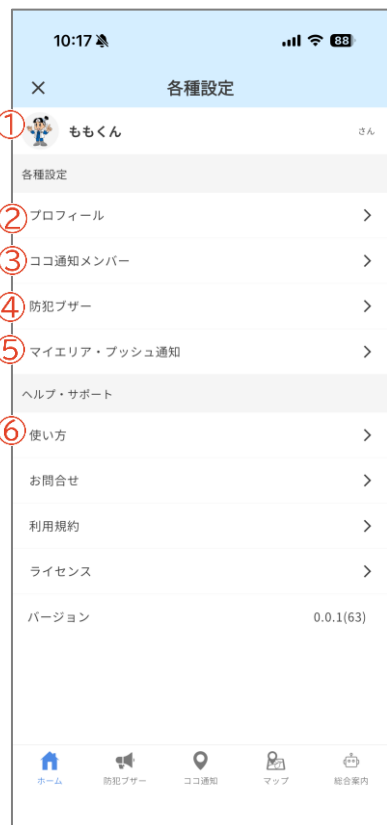 10:17
88
各種設定
① ももくん さん
各種設定
② プロフィール
③ ココ通知メンバー
④ 防犯ブザー
⑤ マイエリア・プッシュ通知
ヘルプ・サポート
⑥ 使い方
お問合せ
利用規約
ライセンス
バージョン 0.0.1(63)
ホーム 防犯ブザー ココ通知 マップ 総合案内